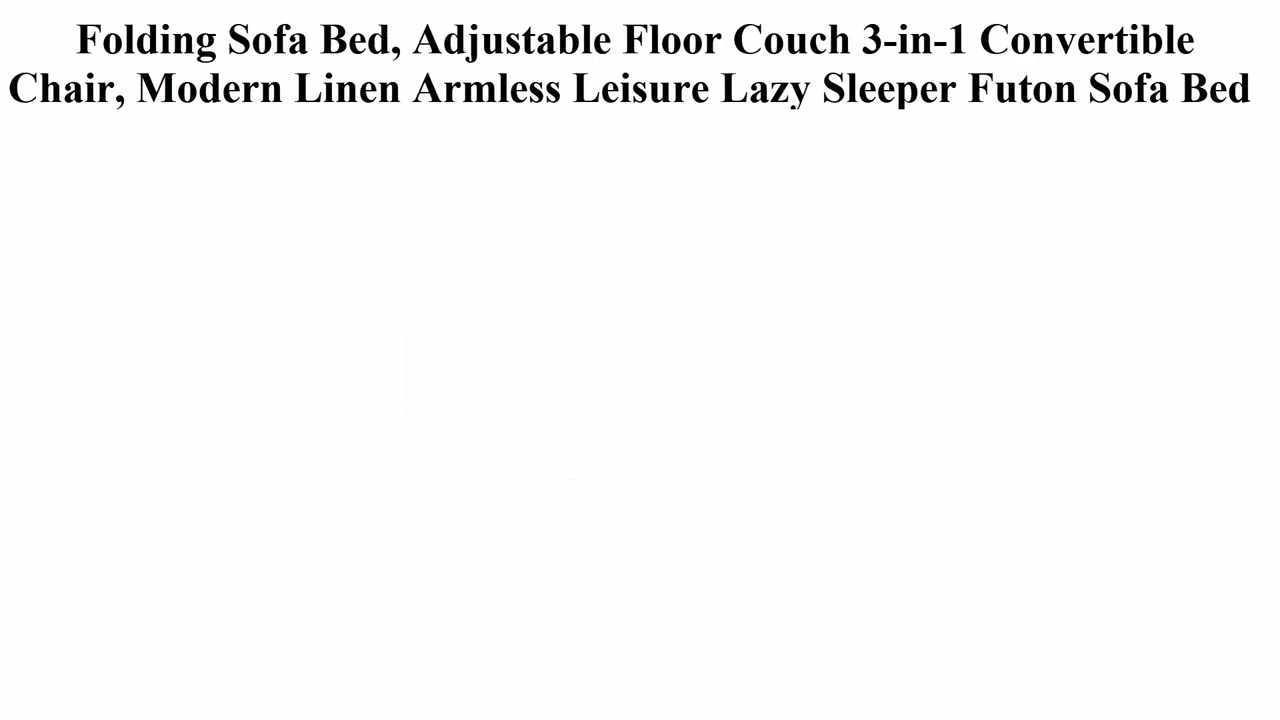 Folding Sofa Bed, Adjustable Floor Couch 3-in-1 Convertible
Chair, Modern Linen Armless Leisure Lazy Sleeper Futon Sofa Bed